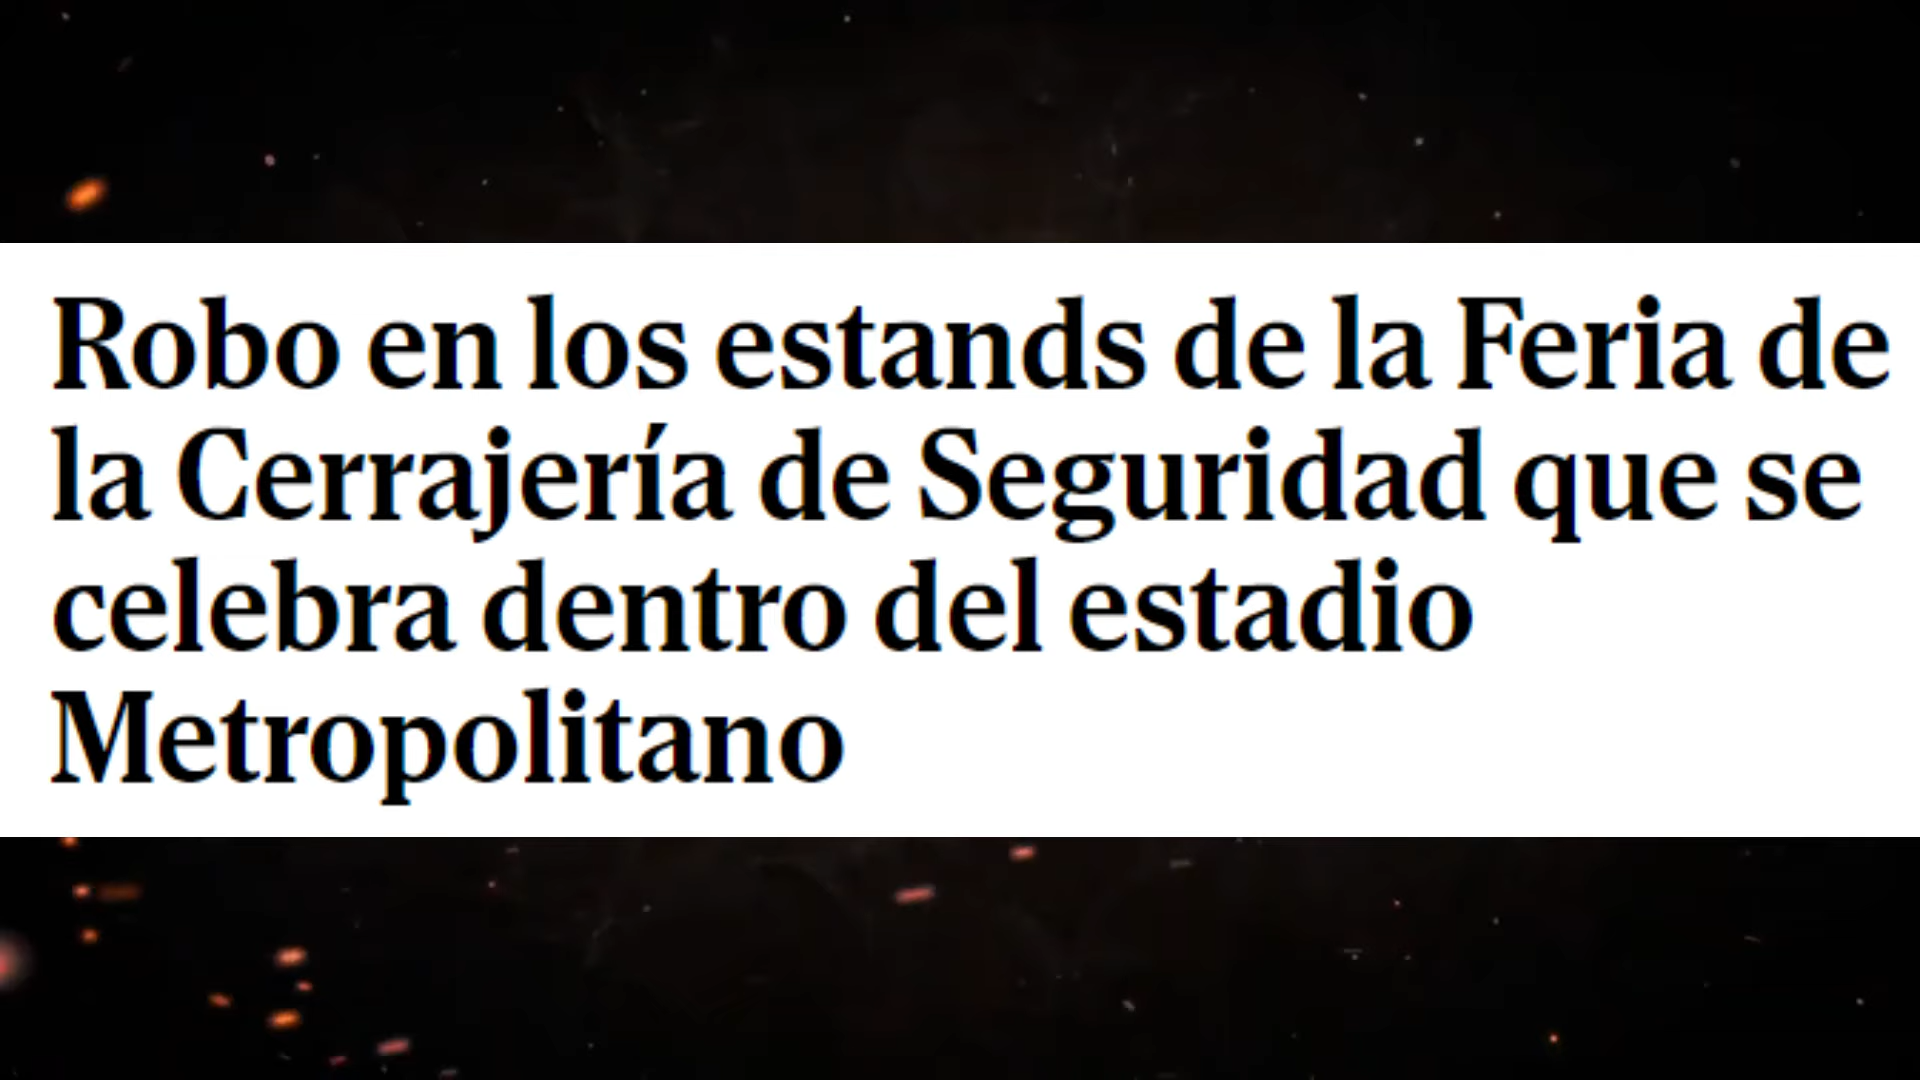 Robo en los estands de la Feria de
la Cerrajería de Seguridad que se
celebra dentro del estadio
Metropolitano